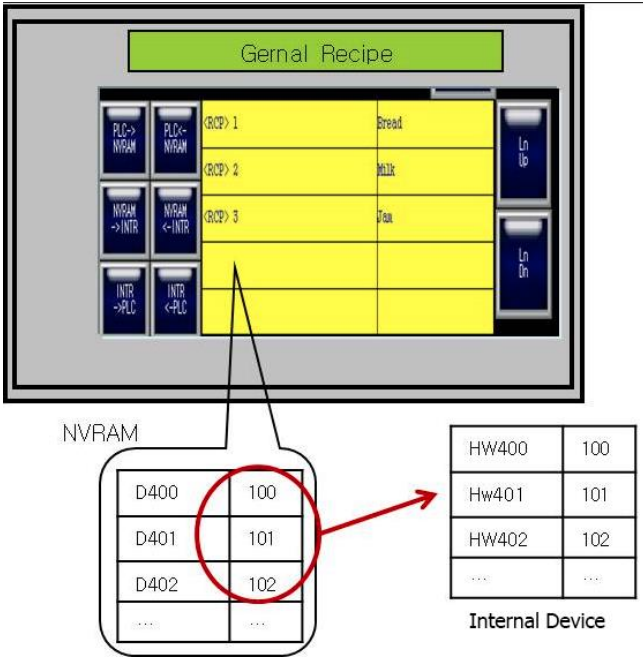 Gernal Recipe
PLC-> NVRAM
PLC<- NVRAM
<RCP> 1
Bread
Ln Up
<RCP> 2
Milk
NVRAM ->INTR
NVRAM <-INTR
<RCP> 3
Jam
Ln Dn
INTR ->PLC
INTR <-PLC
NVRAM
D400 100
D401 101
D402 102
... ...
HW400 100
Hw401 101
HW402 102
... ...
Internal Device